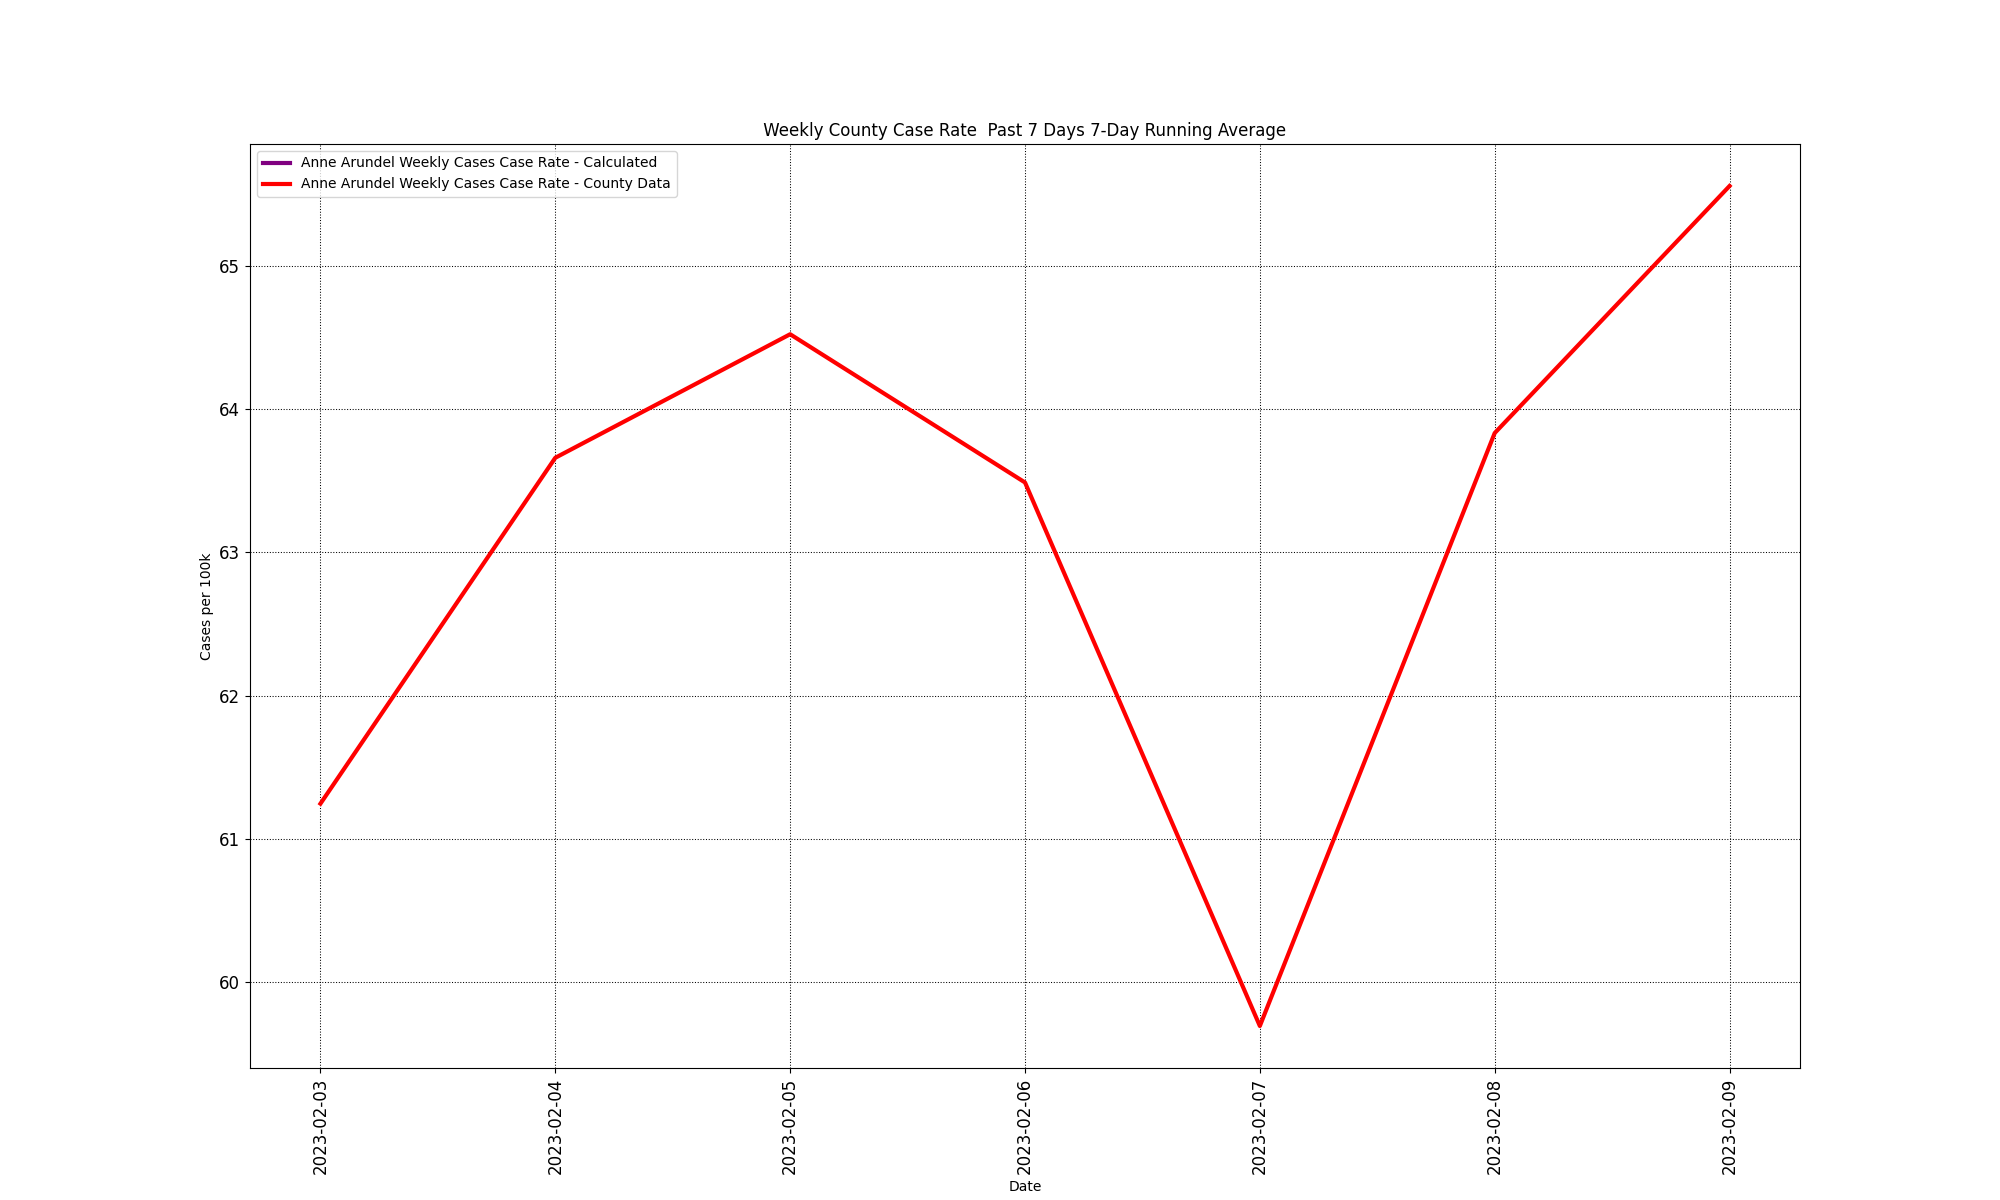 Weekly County Case Rate  Past 7 Days 7-Day Running Average
Anne Arundel Weekly Cases Case Rate - Calculated
Anne Arundel Weekly Cases Case Rate - County Data
65
64
63
62
61
60
Cases per 100k
2023-02-03
2023-02-04
2023-02-05
2023-02-06
2023-02-07
2023-02-08
2023-02-09
Date